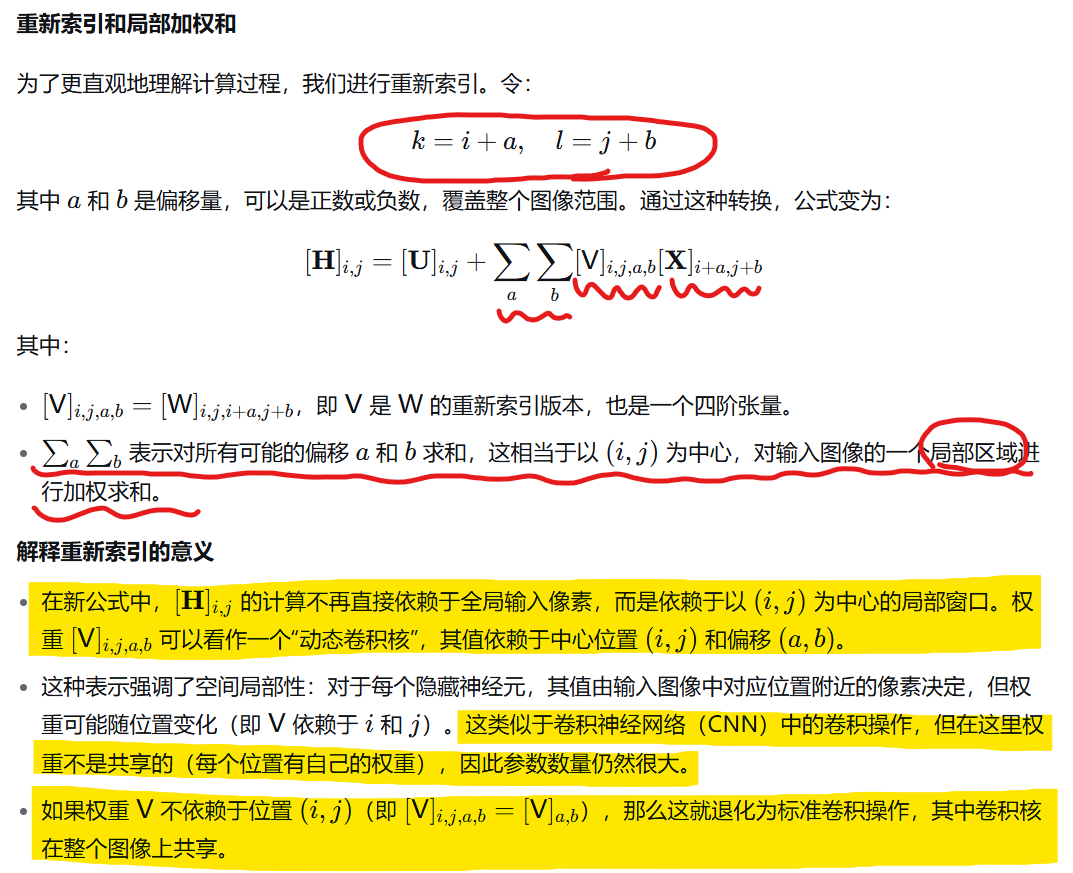 重新索引和局部加权和
为了更直观地理解计算过程，我们进行重新索引。令：
k = i + a,    l = j + b
其中 a 和 b 是偏移量，可以是正数或负数，覆盖整个图像范围。通过这种转换，公式变为：
[H]_{i,j} = [U]_{i,j} + ∑_a ∑_b [V]_{i,j,a,b}[X]_{i+a,j+b}
其中：
• [V]_{i,j,a,b} = [W]_{i,j,i+a,j+b}，即 V 是 W 的重新索引版本，也是一个四阶张量。
• ∑_a ∑_b 表示对所有可能的偏移 a 和 b 求和，这相当于以 (i, j) 为中心，对输入图像的一个局部区域进
行加权求和。
解释重新索引的意义
• 在新公式中，[H]_{i,j} 的计算不再直接依赖于全局输入像素，而是依赖于以 (i, j) 为中心的局部窗口。权
重 [V]_{i,j,a,b} 可以看作一个“动态卷积核”，其值依赖于中心位置 (i, j) 和偏移 (a, b)。
• 这种表示强调了空间局部性：对于每个隐藏神经元，其值由输入图像中对应位置附近的像素决定，但权
重可能随位置变化（即 V 依赖于 i 和 j）。这类似于卷积神经网络（CNN）中的卷积操作，但在这里权
重不是共享的（每个位置有自己的权重），因此参数数量仍然很大。
• 如果权重 V 不依赖于位置 (i, j)（即 [V]_{i,j,a,b} = [V]_{a,b}），那么这就退化为标准卷积操作，其中卷积核
在整个图像上共享。